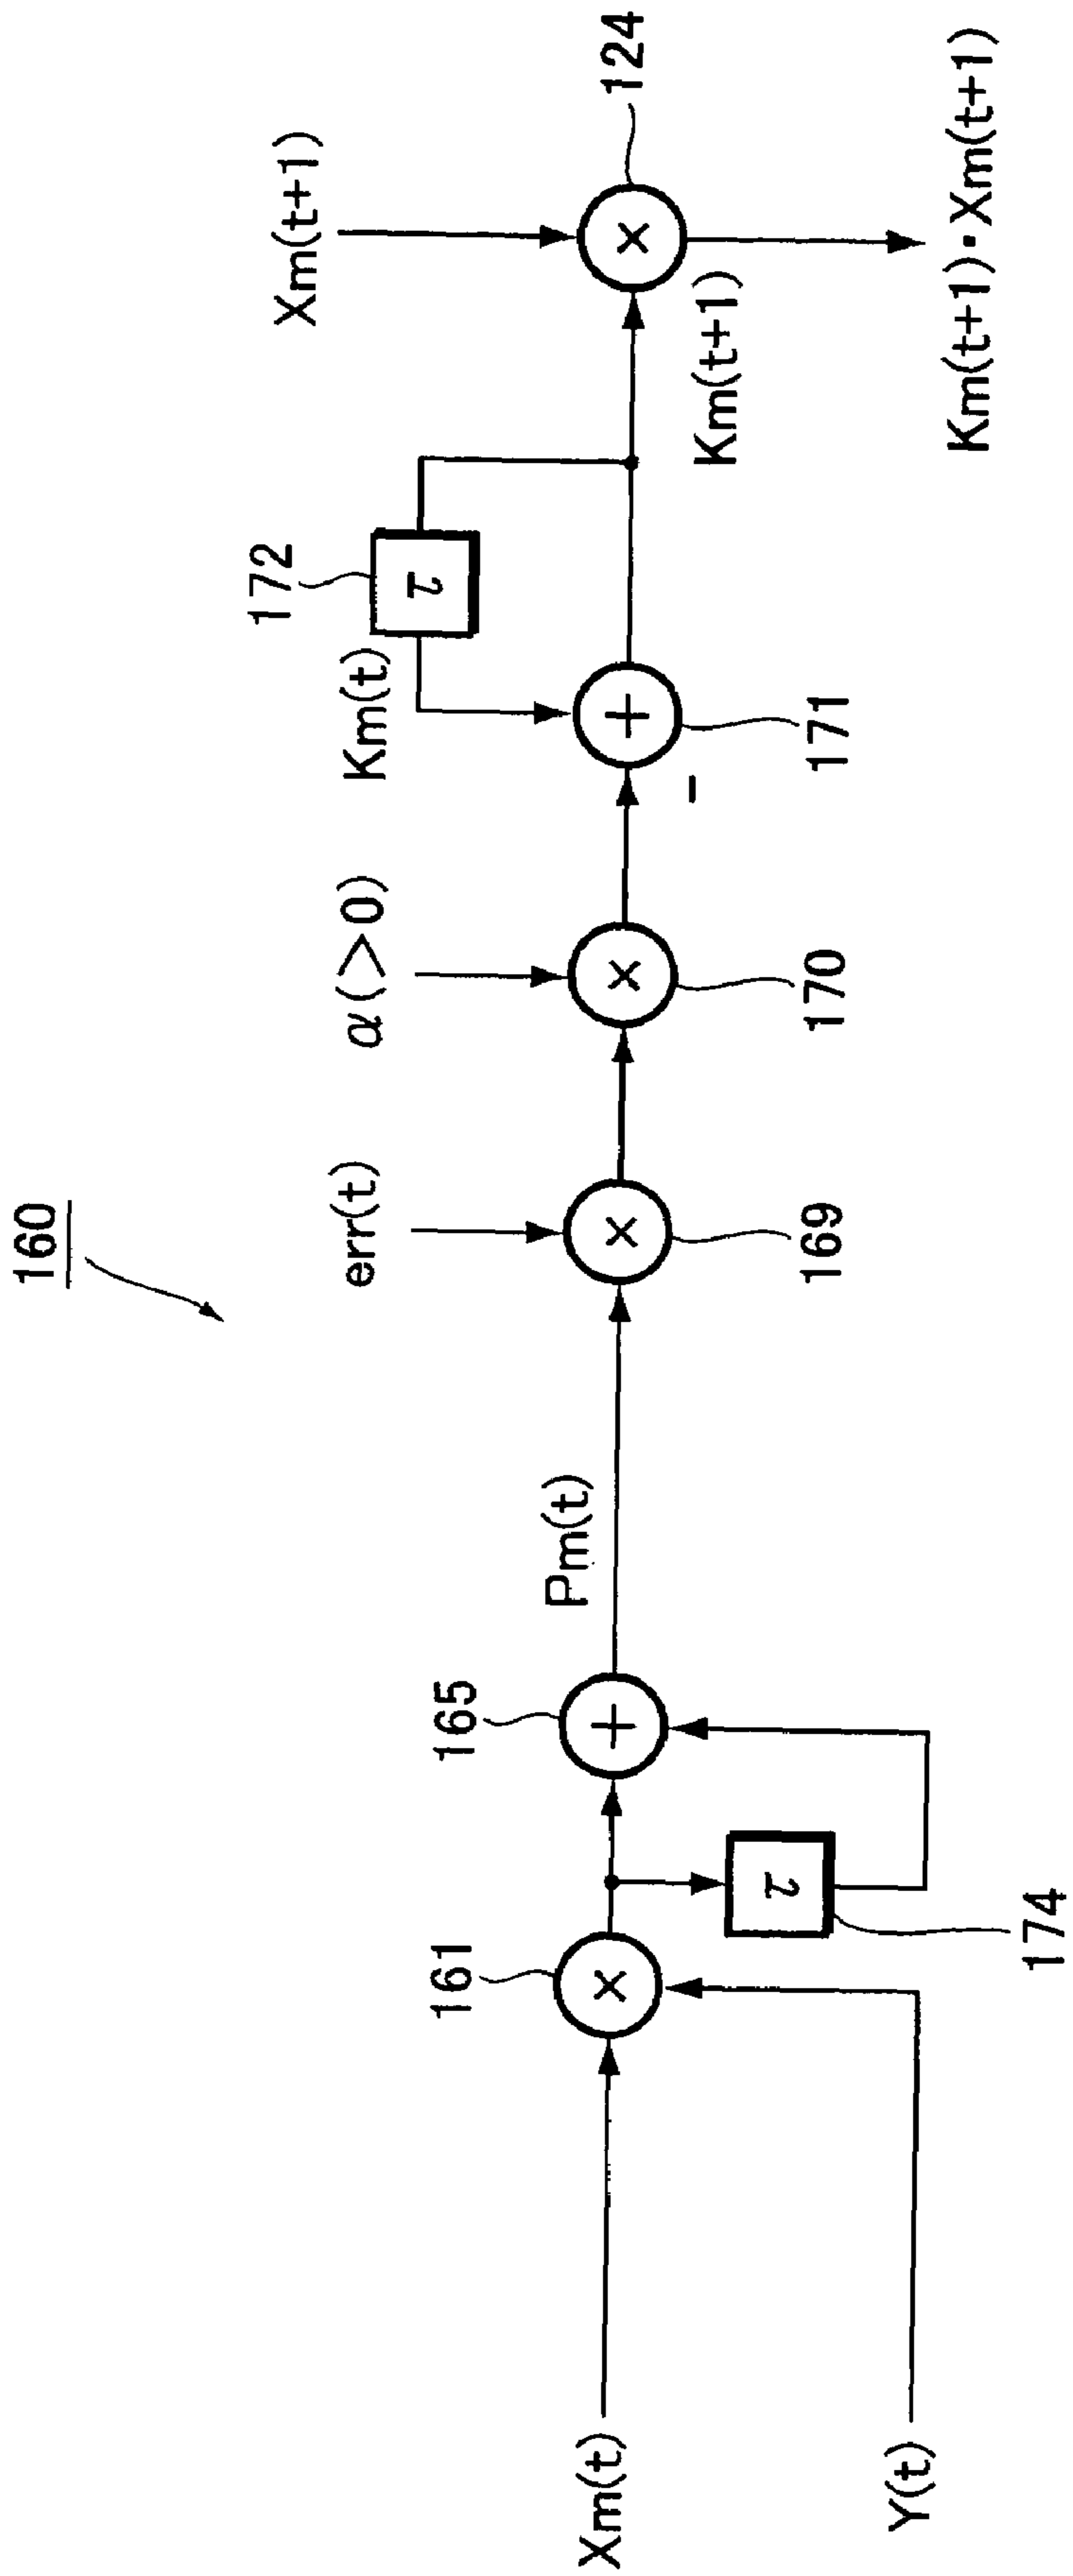 160
Xm(t)
Y(t)
161
×
τ
174
165
+
Pm(t)
err(t)
×
169
α(>0)
×
170
−
+
171
Km(t)
172
τ
Km(t+1)
Xm(t+1)
×
124
Km(t+1)・Xm(t+1)